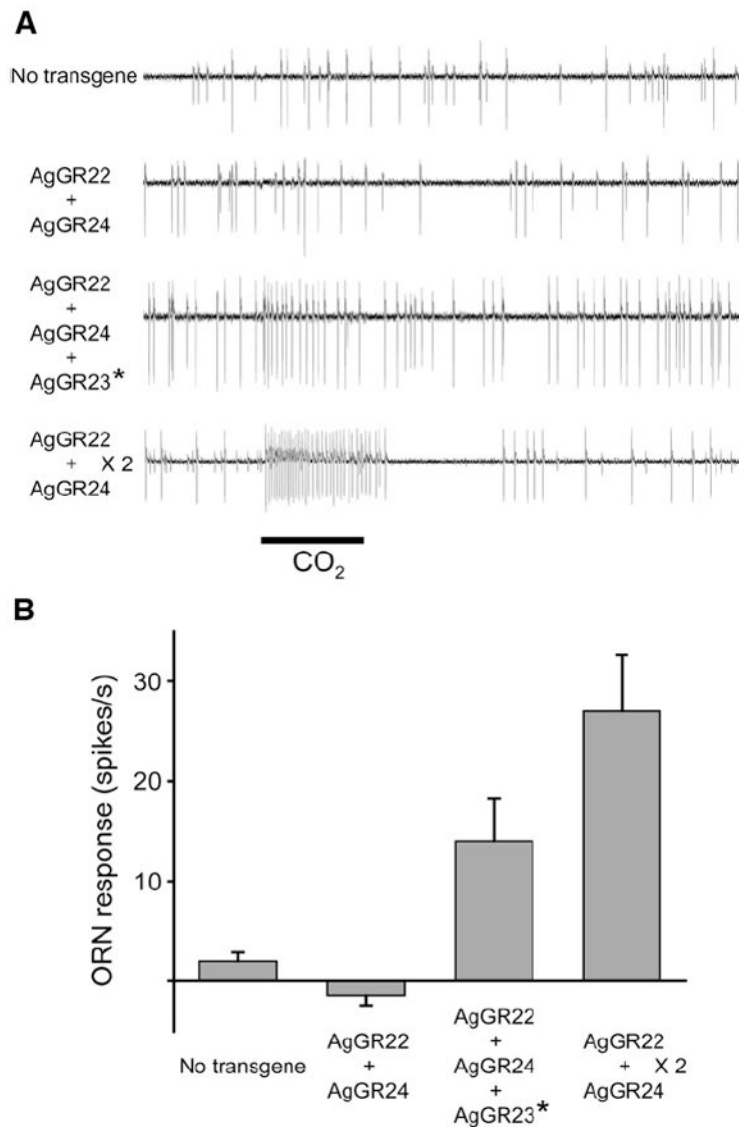 A
No transgene
AgGR22
+
AgGR24
AgGR22
+
AgGR24
+
AgGR23*
AgGR22
+ X 2
AgGR24
CO2
B
ORN response (spikes/s)
30
20
10
No transgene
AgGR22
+
AgGR24
AgGR22
+
AgGR24
+
AgGR23*
AgGR22
+ X 2
AgGR24